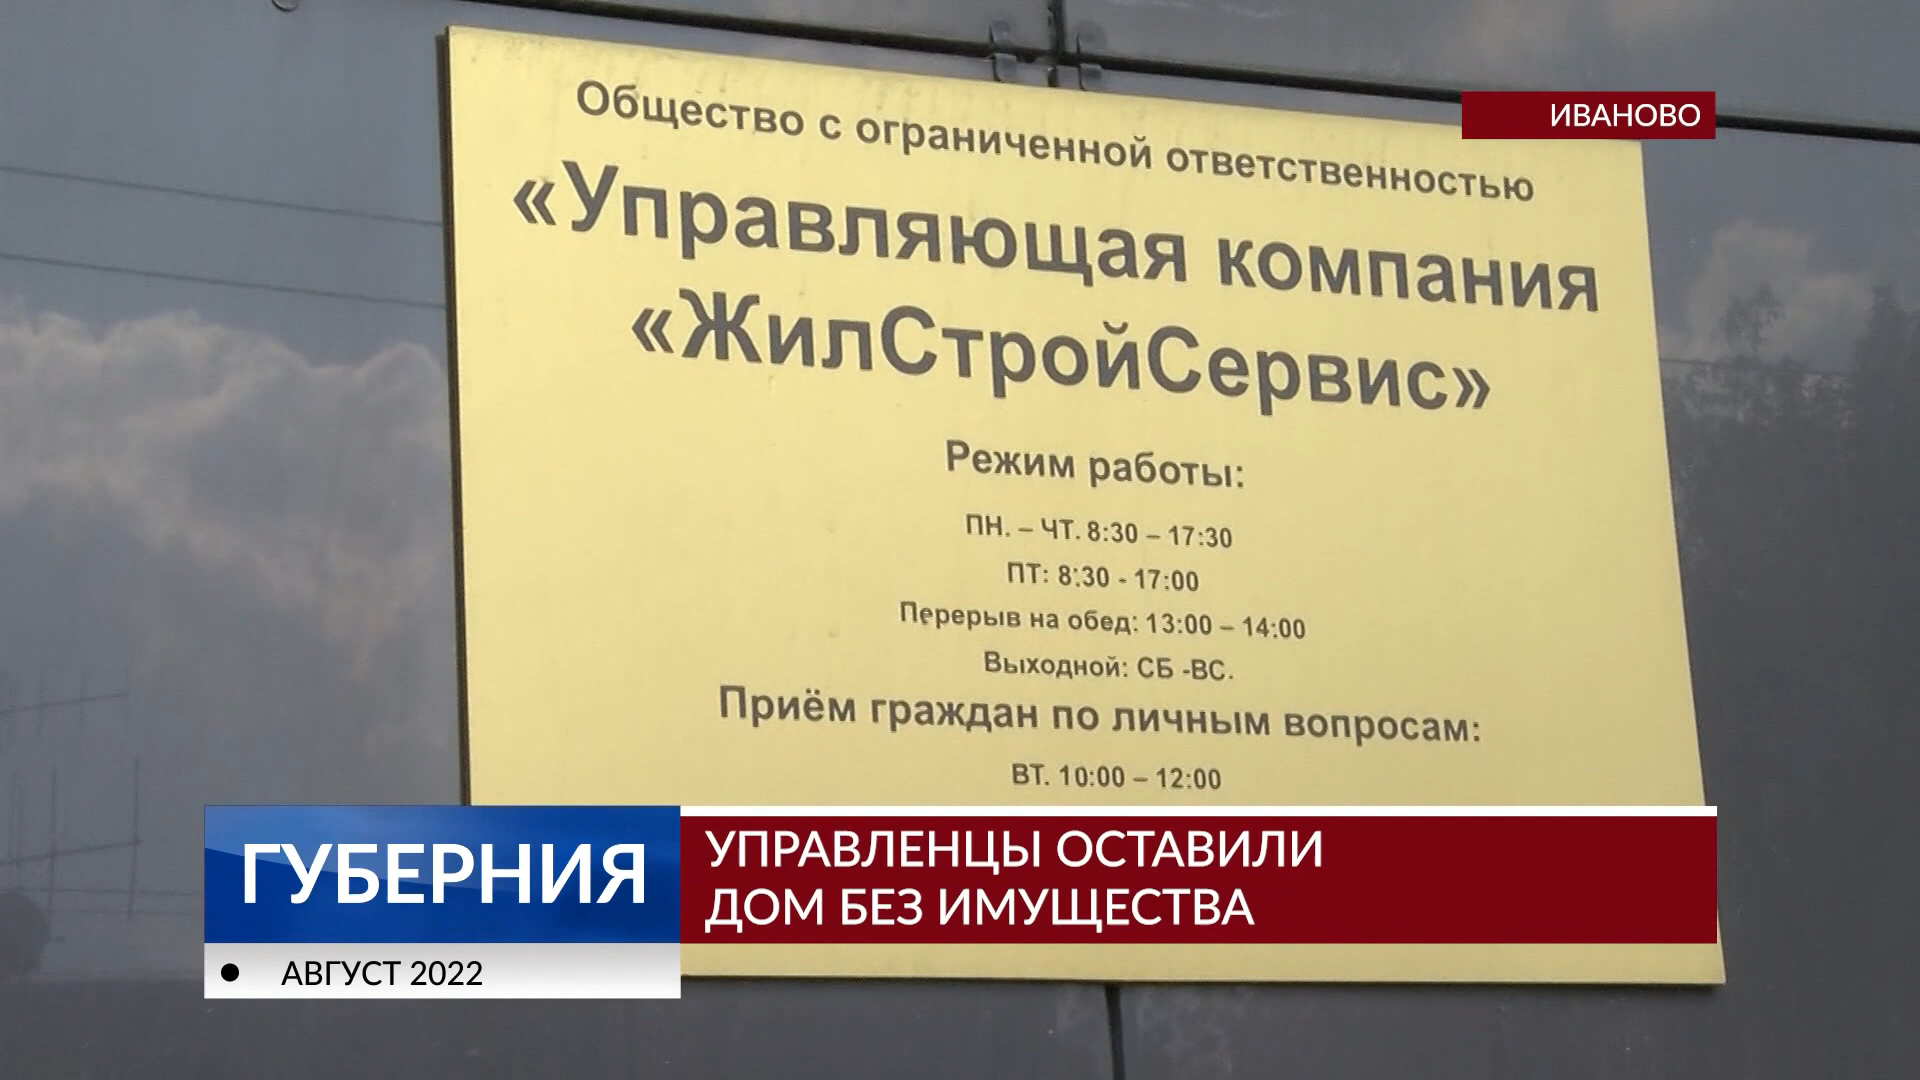 ИВАНОВО
Общество с ограниченной ответственностью
«Управляющая компания
«ЖилСтройСервис»
Режим работы:
ПН. – ЧТ. 8:30 – 17:30
ПТ: 8:30 - 17:00
Перерыв на обед: 13:00 – 14:00
Выходной: СБ -ВС.
Приём граждан по личным вопросам:
ВТ. 10:00 – 12:00
ГУБЕРНИЯ
УПРАВЛЕНЦЫ ОСТАВИЛИ
ДОМ БЕЗ ИМУЩЕСТВА
• АВГУСТ 2022